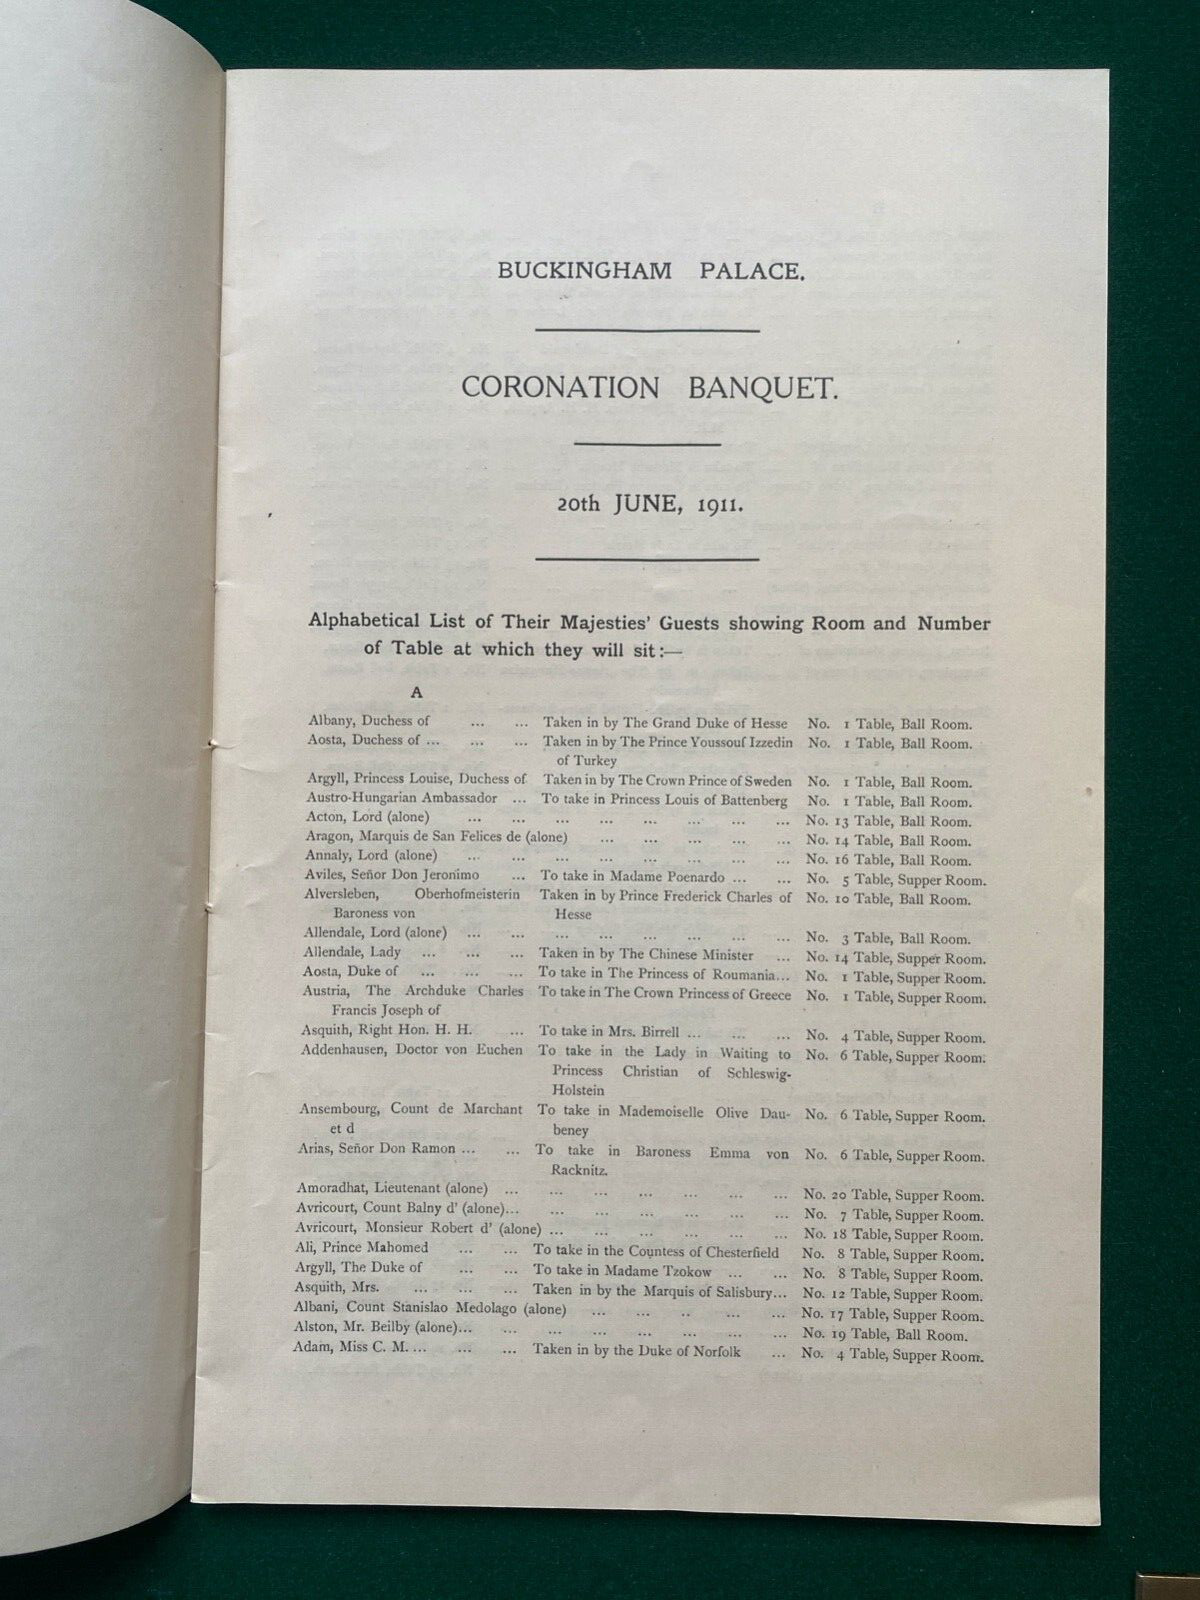 BUCKINGHAM PALACE.
CORONATION BANQUET.
20th JUNE, 1911.
Alphabetical List of Their Majesties' Guests showing Room and Number
of Table at which they will sit:—
A
Albany, Duchess of ... ... Taken in by The Grand Duke of Hesse No. 1 Table, Ball Room.
Aosta, Duchess of ... ... ... Taken in by The Prince Youssouf Izzedin No. 1 Table, Ball Room.
of Turkey
Argyll, Princess Louise, Duchess of Taken in by The Crown Prince of Sweden No. 1 Table, Ball Room.
Austro-Hungarian Ambassador ... To take in Princess Louis of Battenberg No. 1 Table, Ball Room.
Acton, Lord (alone) ... ... ... ... ... ... ... ... No. 13 Table, Ball Room.
Aragon, Marquis de San Felices de (alone) ... ... ... ... ... No. 14 Table, Ball Room.
Annaly, Lord (alone) ... ... ... ... ... ... ... ... No. 16 Table, Ball Room.
Aviles, Señor Don Jeronimo ... To take in Madame Poenardo ... ... No. 5 Table, Supper Room.
Alversleben, Oberhofmeisterin Taken in by Prince Frederick Charles of No. 10 Table, Ball Room.
Baroness von Hesse
Allendale, Lord (alone) ... ... ... ... ... ... ... ... No. 3 Table, Ball Room.
Allendale, Lady ... ... ... Taken in by The Chinese Minister ... No. 14 Table, Supper Room.
Aosta, Duke of ... ... ... To take in The Princess of Roumania... No. 1 Table, Supper Room.
Austria, The Archduke Charles To take in The Crown Princess of Greece No. 1 Table, Supper Room.
Francis Joseph of
Asquith, Right Hon. H. H. ... To take in Mrs. Birrell ... ... ... No. 4 Table, Supper Room.
Addenhausen, Doctor von Euchen To take in the Lady in Waiting to No. 6 Table, Supper Room.
Princess Christian of Schleswig-
Holstein
Ansembourg, Count de Marchant To take in Mademoiselle Olive Dau- No. 6 Table, Supper Room.
et d beney
Arias, Señor Don Ramon ... ... To take in Baroness Emma von No. 6 Table, Supper Room.
Racknitz.
Amoradhat, Lieutenant (alone) ... ... ... ... ... ... ... No. 20 Table, Supper Room.
Avricourt, Count Balny d' (alone)... ... ... ... ... ... ... No. 7 Table, Supper Room.
Avricourt, Monsieur Robert d' (alone) ... ... ... ... ... ... No. 18 Table, Supper Room.
Ali, Prince Mahomed ... ... To take in the Countess of Chesterfield No. 8 Table, Supper Room.
Argyll, The Duke of ... ... To take in Madame Tzokow ... ... No. 8 Table, Supper Room.
Asquith, Mrs. ... ... ... Taken in by the Marquis of Salisbury... No. 12 Table, Supper Room.
Albani, Count Stanislao Medolago (alone) ... ... .. ... ... No. 17 Table, Supper Room.
Alston, Mr. Beilby (alone)... ... ... ... ... ... ... ... No. 19 Table, Ball Room.
Adam, Miss C. M. ... ... ... Taken in by the Duke of Norfolk ... No. 4 Table, Supper Room.